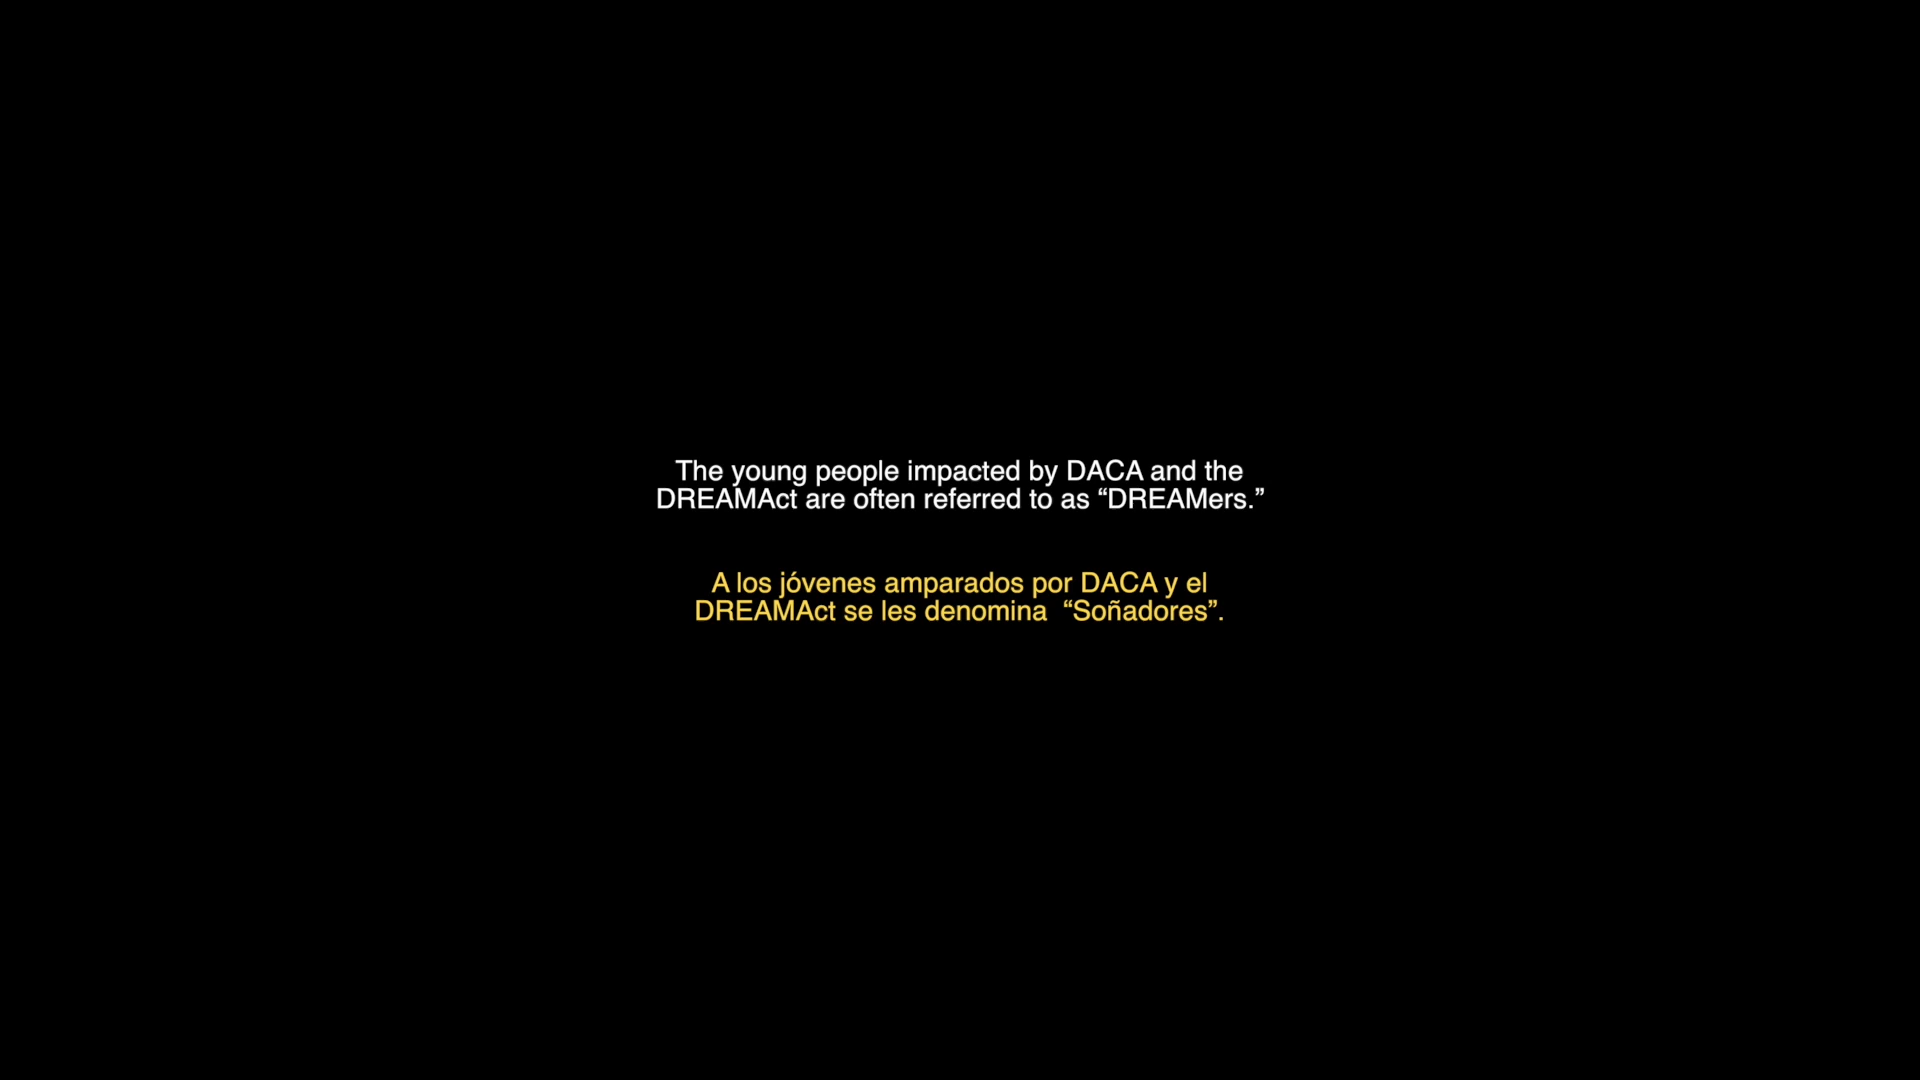 The young people impacted by DACA and the
DREAMAct are often referred to as “DREAMers.”
A los jóvenes amparados por DACA y el
DREAMAct se les denomina  “Soñadores”.